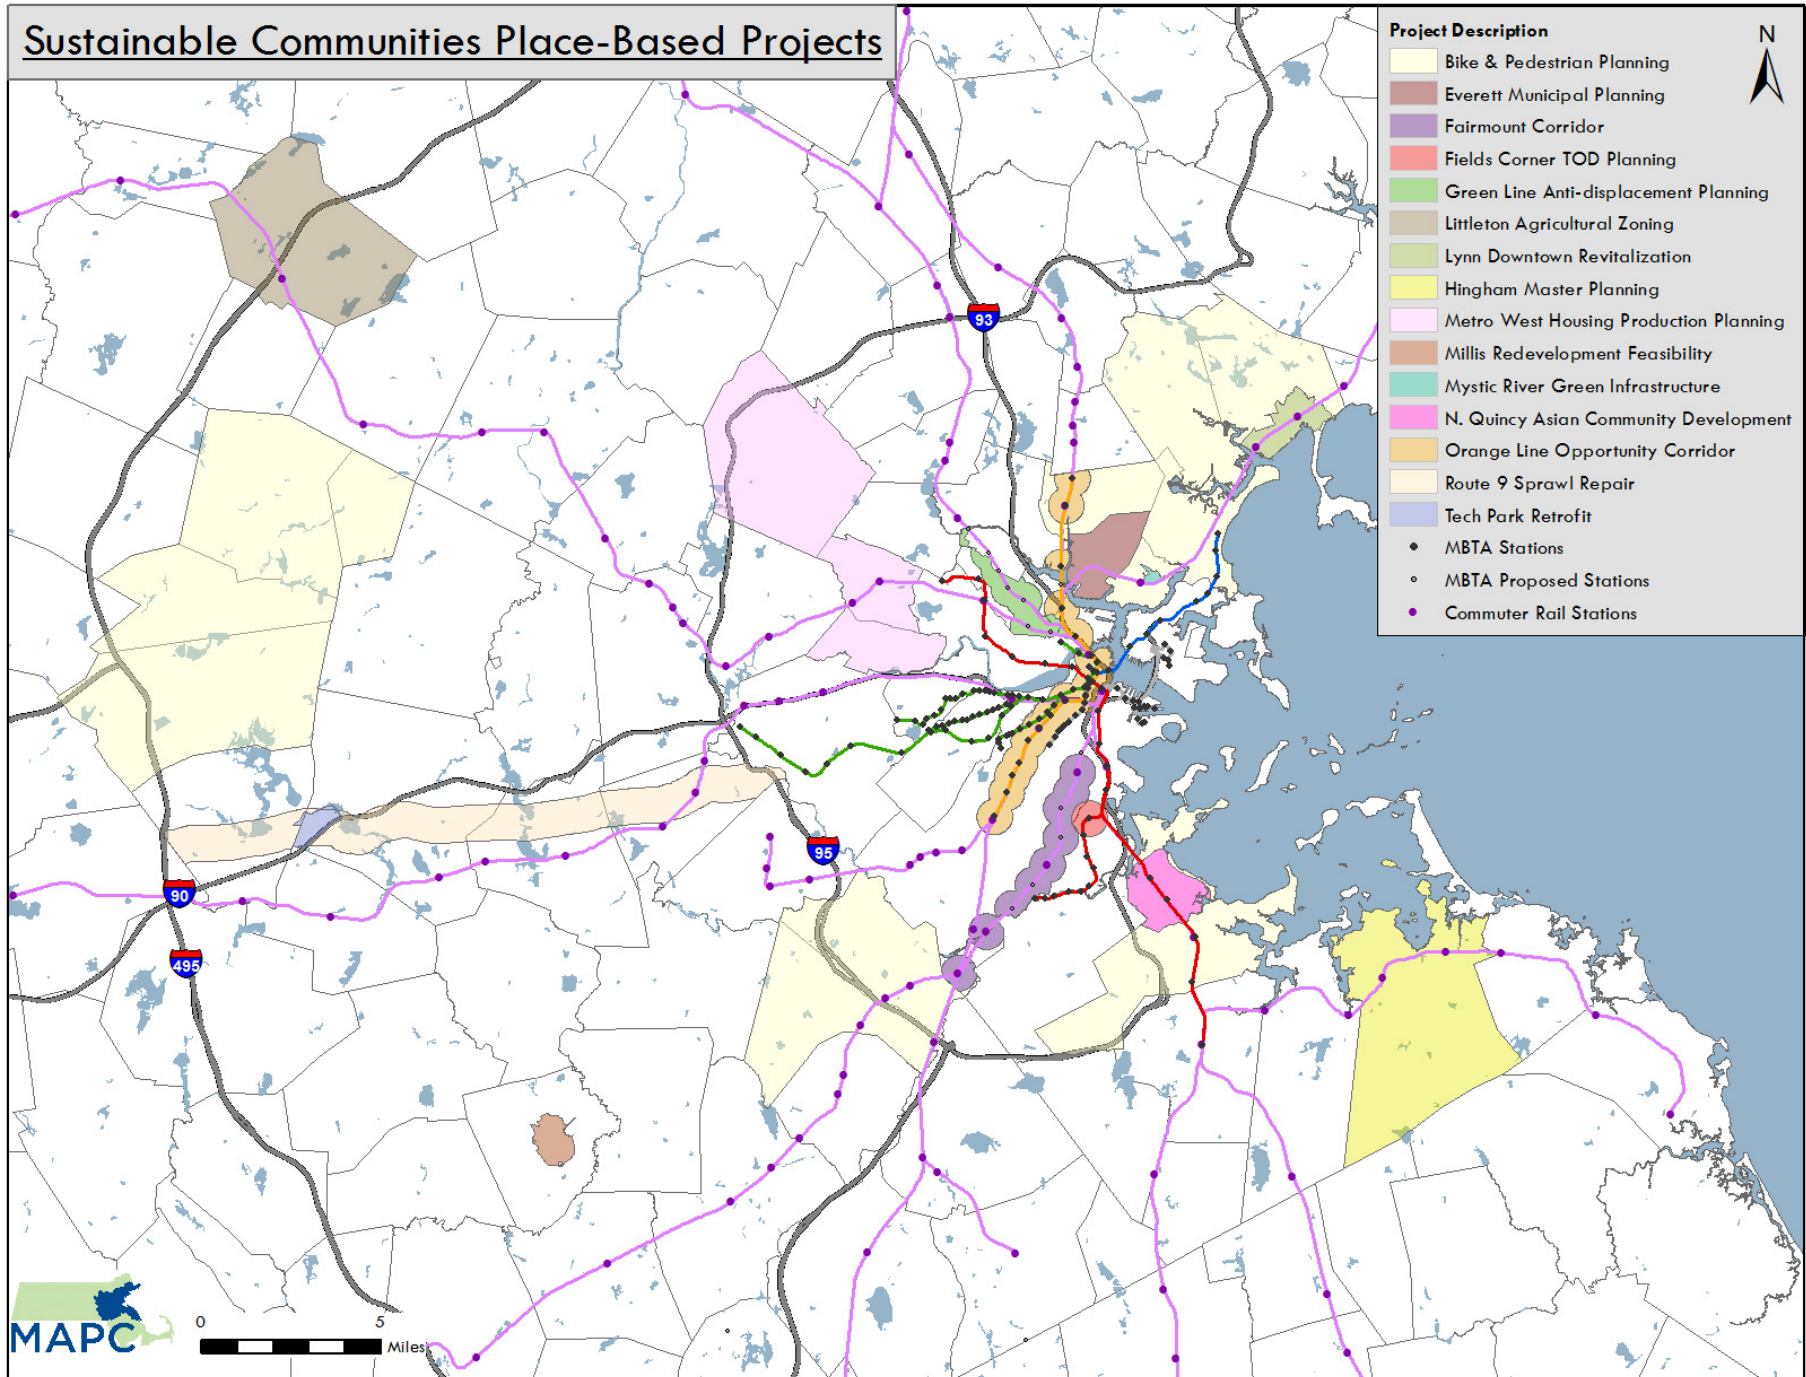 Sustainable Communities Place-Based Projects
Project Description
N
Bike & Pedestrian Planning
Everett Municipal Planning
Fairmount Corridor
Fields Corner TOD Planning
Green Line Anti-displacement Planning
Littleton Agricultural Zoning
Lynn Downtown Revitalization
Hingham Master Planning
Metro West Housing Production Planning
Millis Redevelopment Feasibility
Mystic River Green Infrastructure
N. Quincy Asian Community Development
Orange Line Opportunity Corridor
Route 9 Sprawl Repair
Tech Park Retrofit
MBTA Stations
MBTA Proposed Stations
Commuter Rail Stations
93
95
90
495
MAPC
0 5
Miles